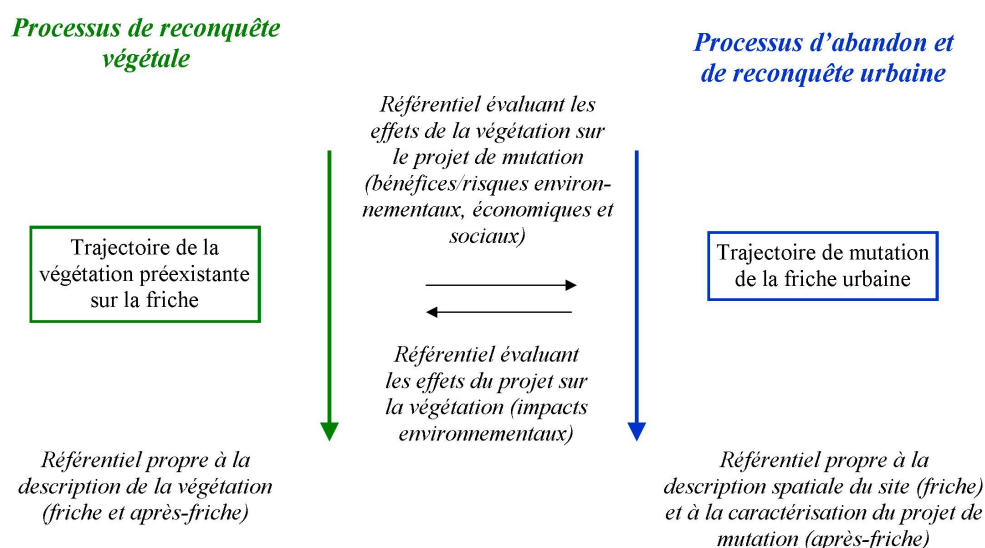 Processus de reconquête
végétale
Processus d’abandon et
de reconquête urbaine
Référentiel évaluant les
effets de la végétation sur
le projet de mutation
(bénéfices/risques environ-
nementaux, économiques et
sociaux)
Trajectoire de la
végétation préexistante
sur la friche
Trajectoire de mutation
de la friche urbaine
Référentiel évaluant
les effets du projet sur
la végétation (impacts
environnementaux)
Référentiel propre à la
description de la végétation
(friche et après-friche)
Référentiel propre à la
description spatiale du site (friche)
et à la caractérisation du projet de
mutation (après-friche)